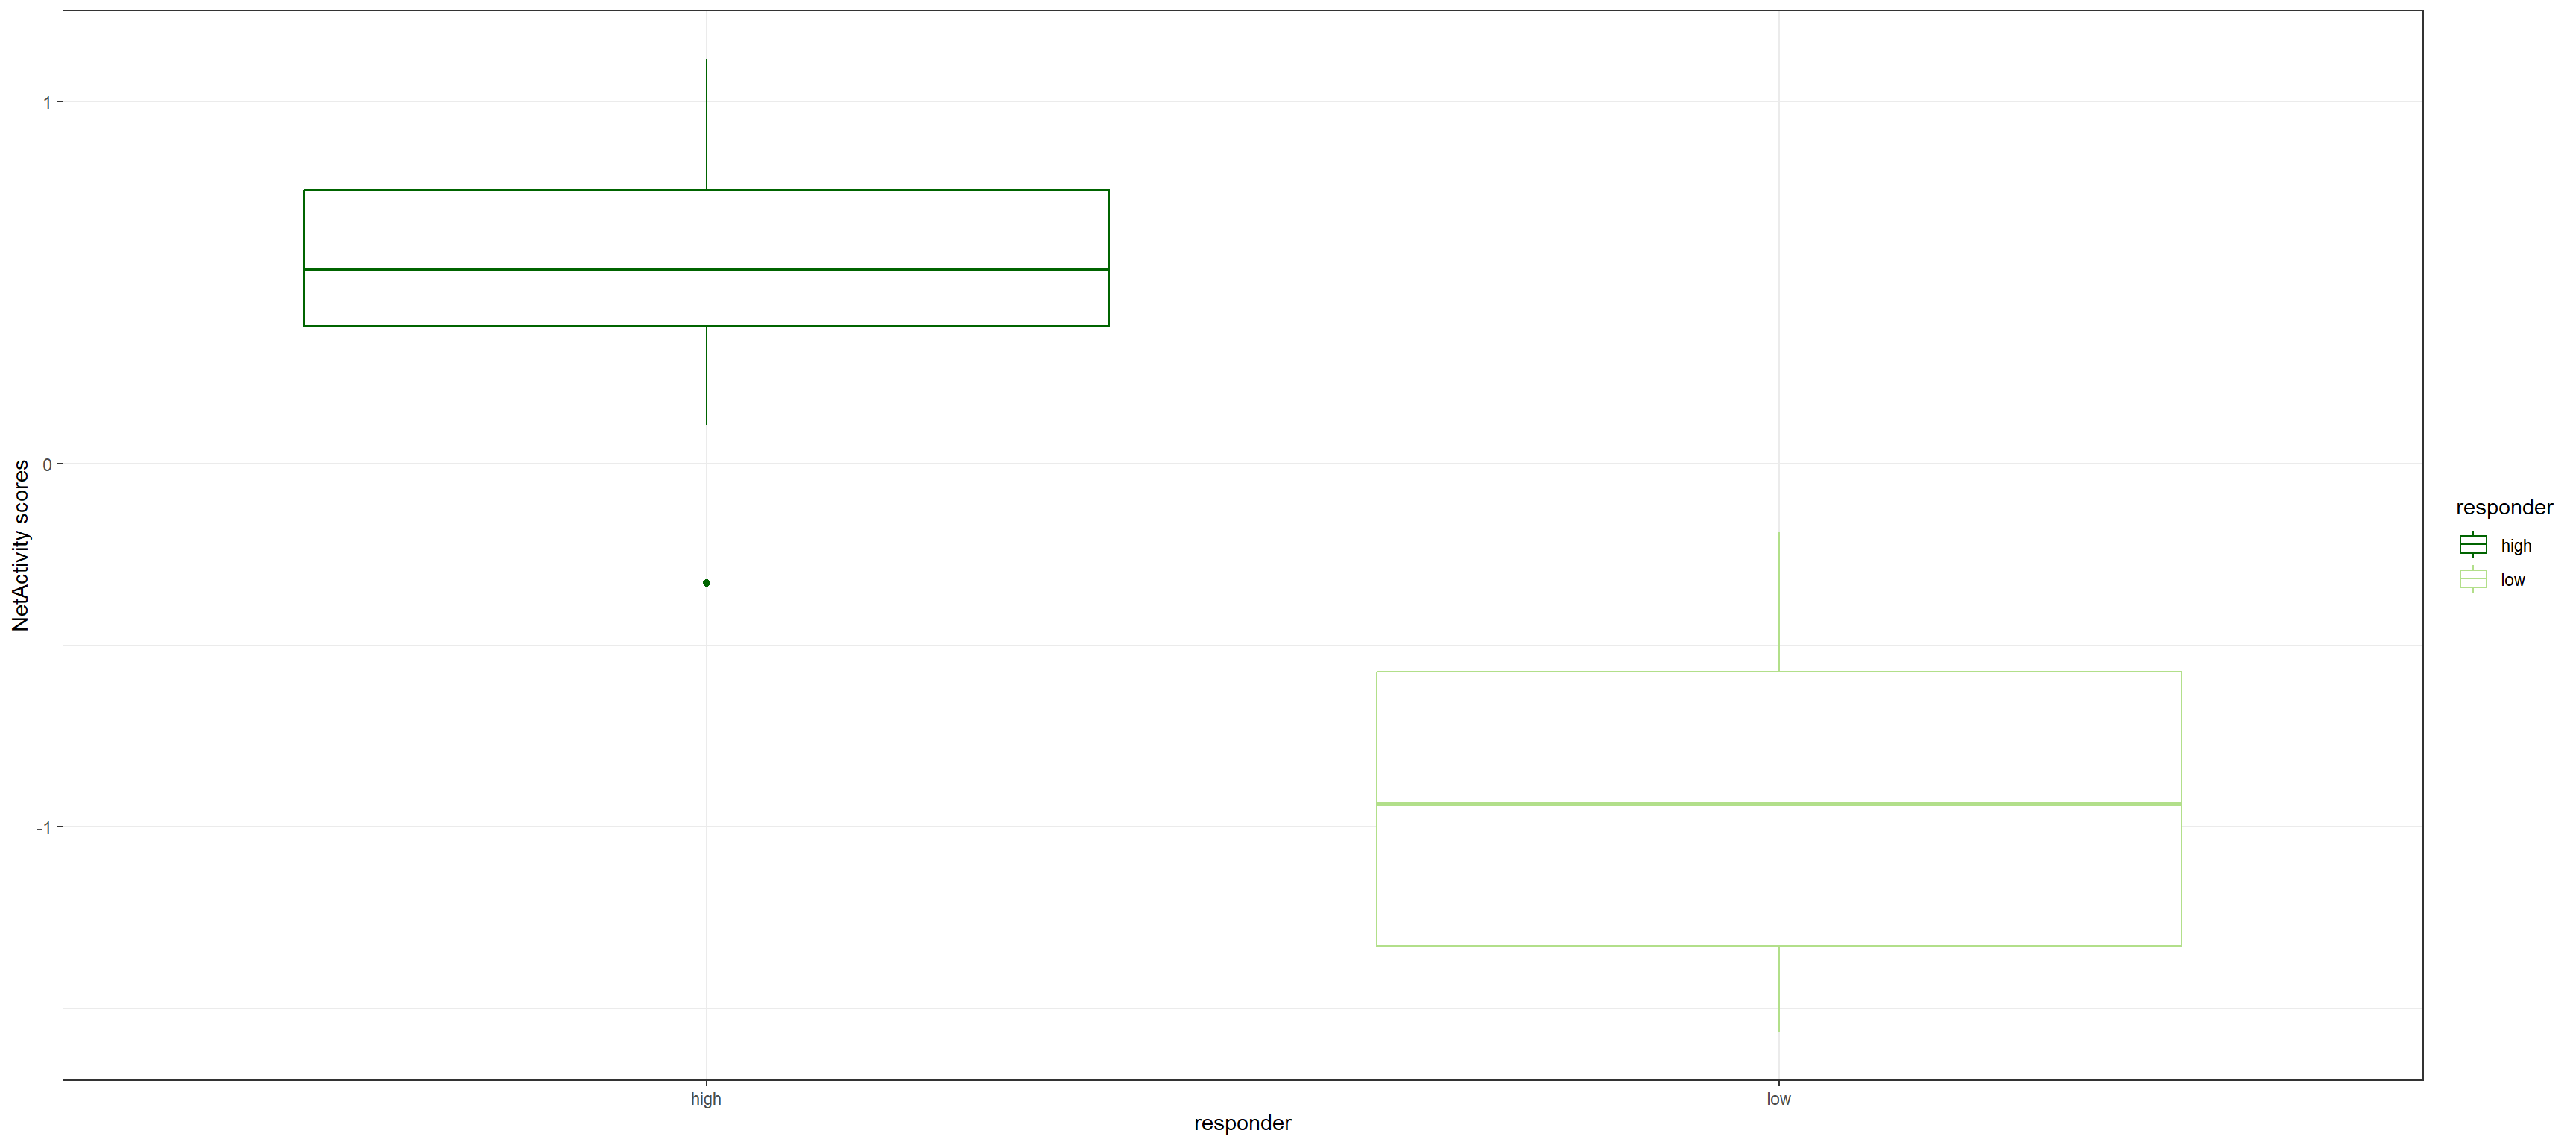 NetActivity scores
1
0
-1
high
low
responder
responder
high
low